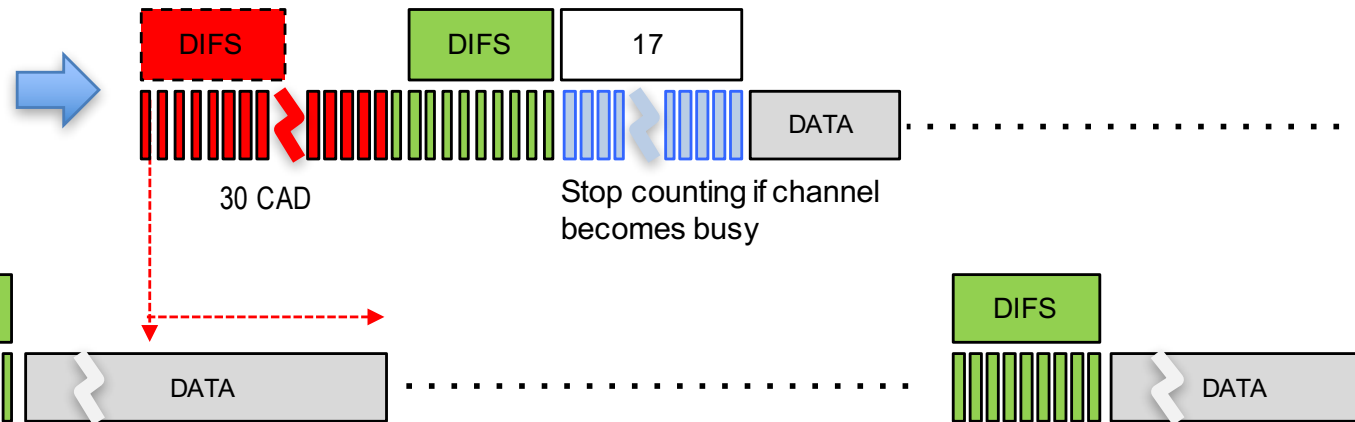 DIFS
DIFS
17
DATA
30 CAD
Stop counting if channel
becomes busy
DIFS
DATA
DATA